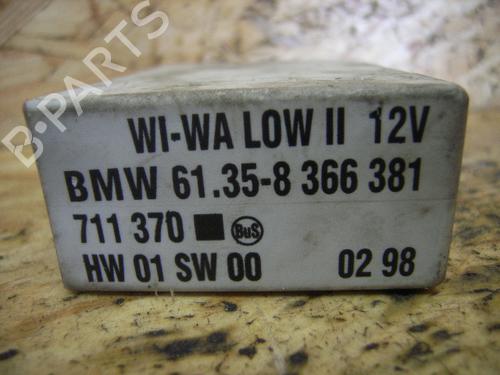 B-PARTS
WI-WA LOW II 12V
BMW 61.35-8 366 381
711 370 BUS
HW 01 SW 00 02 98